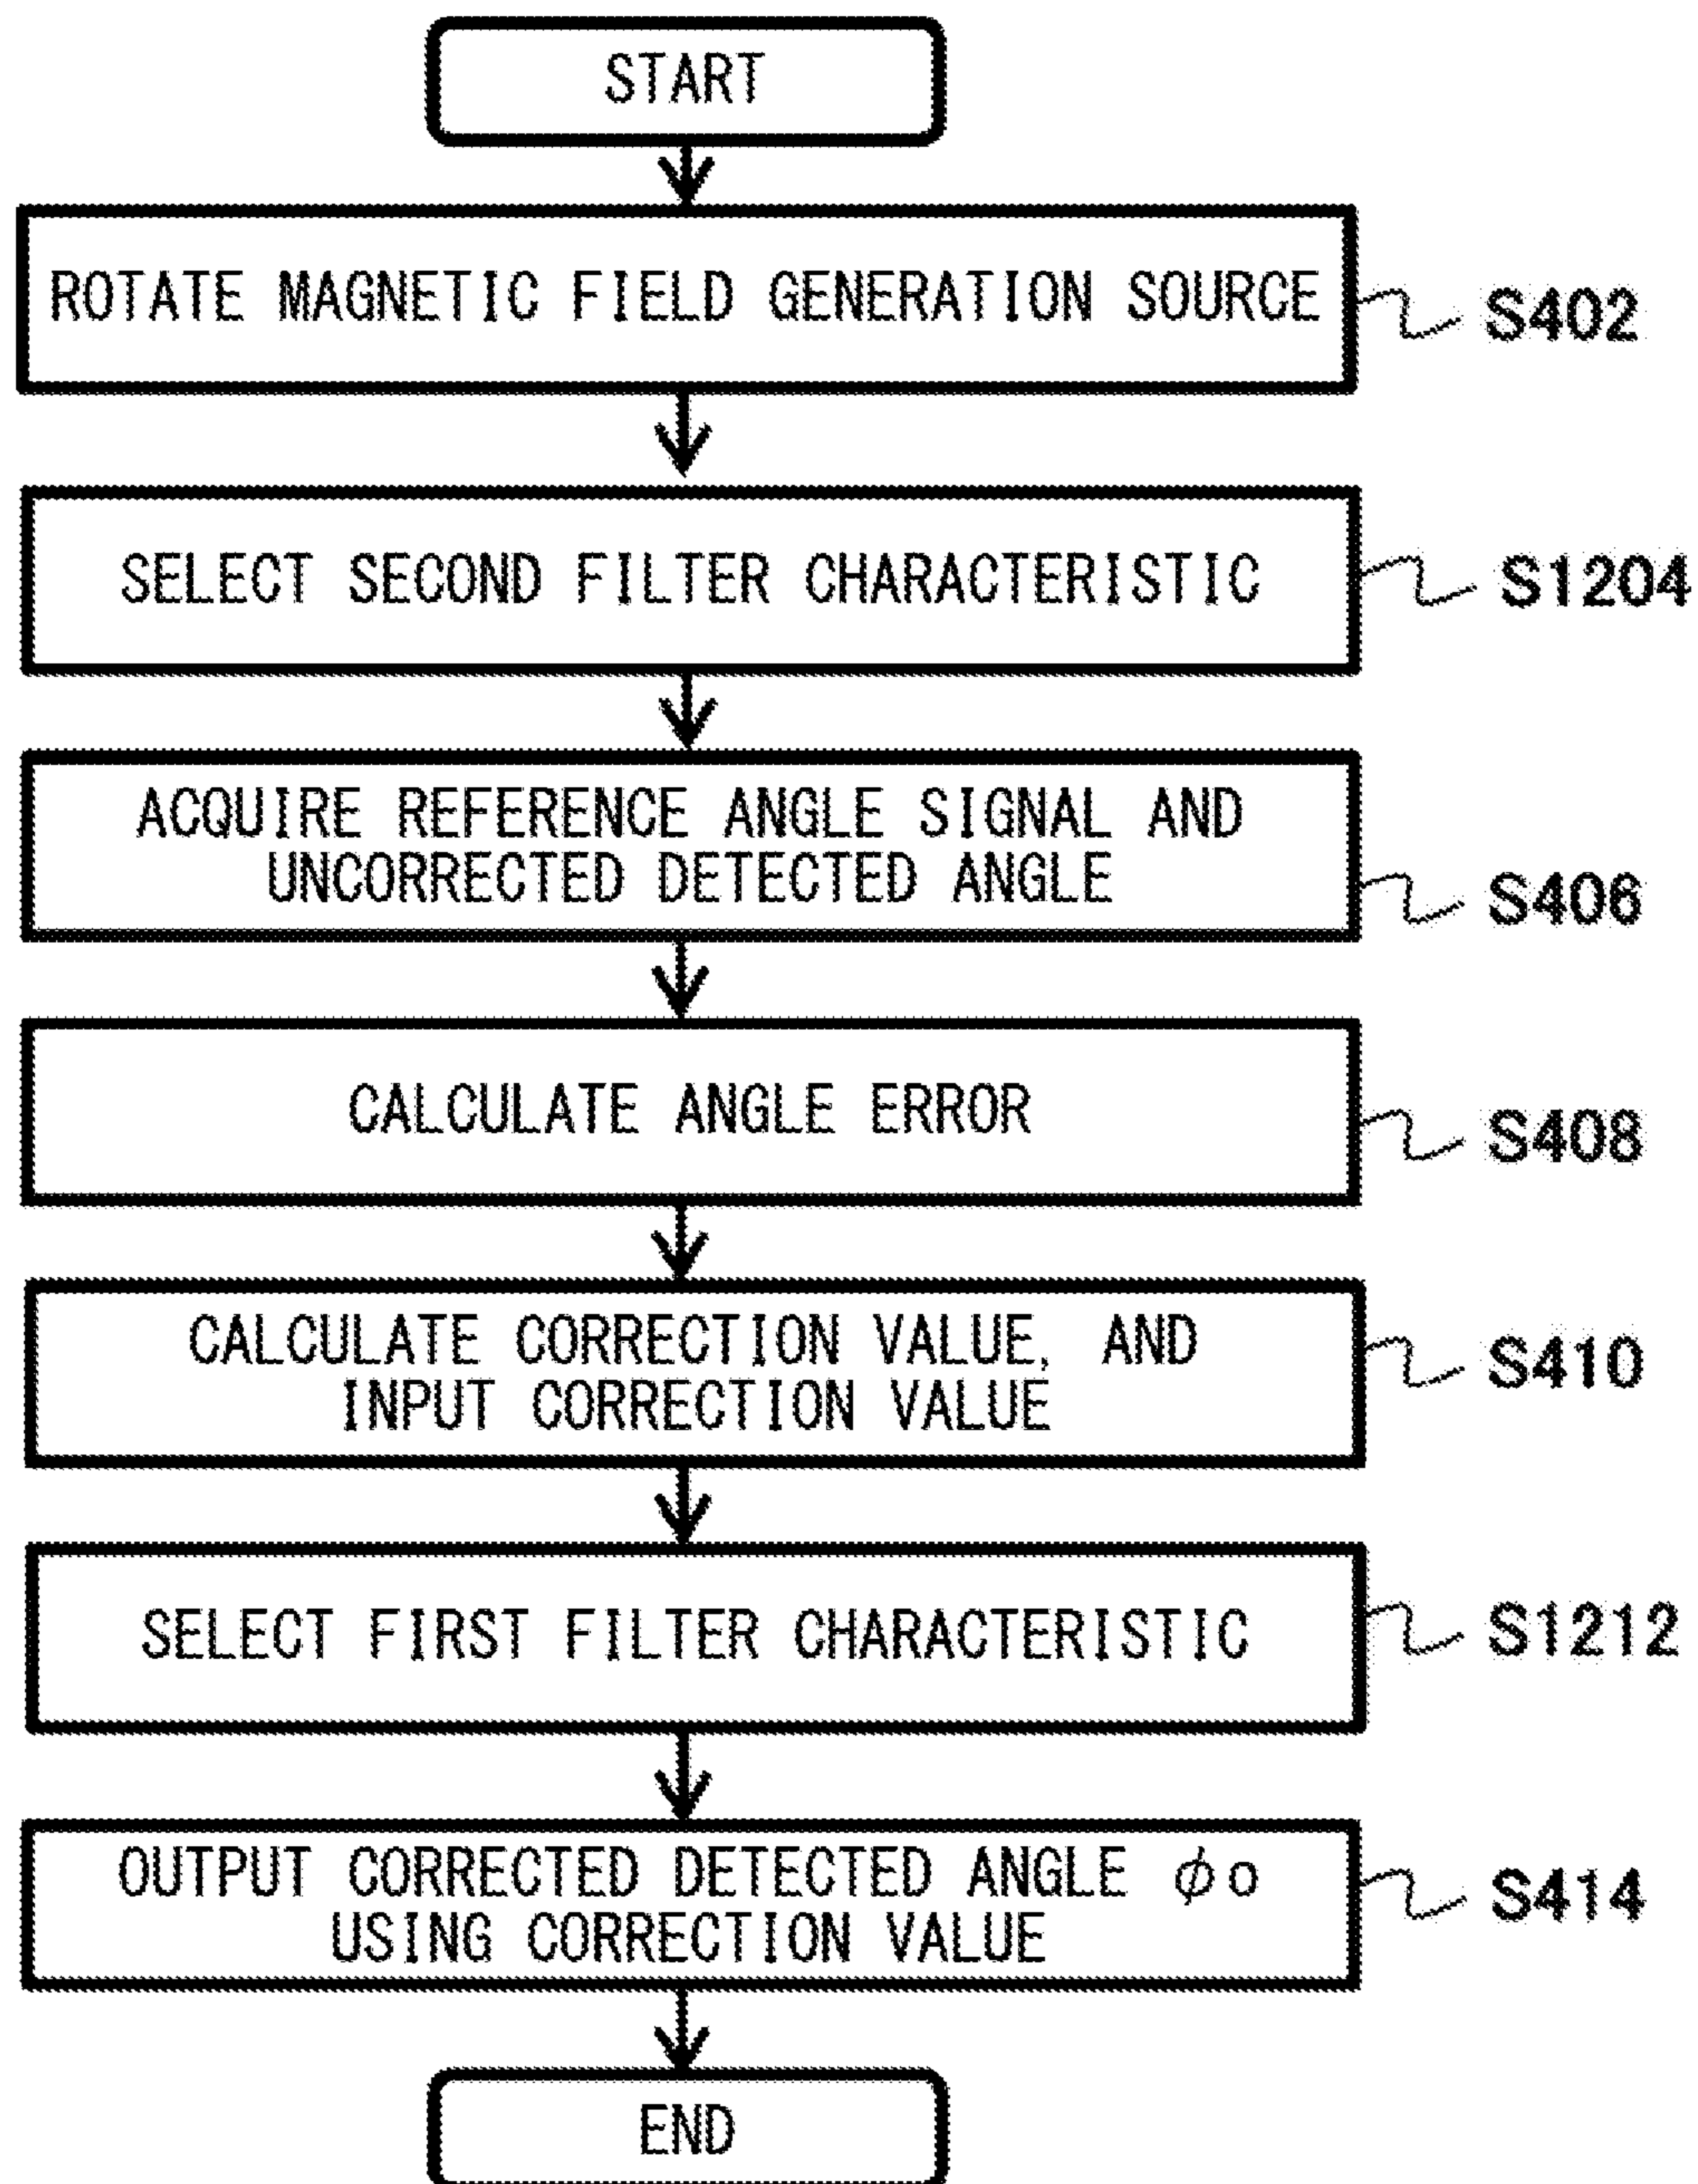 START
ROTATE MAGNETIC FIELD GENERATION SOURCE
S402
SELECT SECOND FILTER CHARACTERISTIC
S1204
ACQUIRE REFERENCE ANGLE SIGNAL AND
UNCORRECTED DETECTED ANGLE
S406
CALCULATE ANGLE ERROR
S408
CALCULATE CORRECTION VALUE, AND
INPUT CORRECTION VALUE
S410
SELECT FIRST FILTER CHARACTERISTIC
S1212
OUTPUT CORRECTED DETECTED ANGLE φo
USING CORRECTION VALUE
S414
END